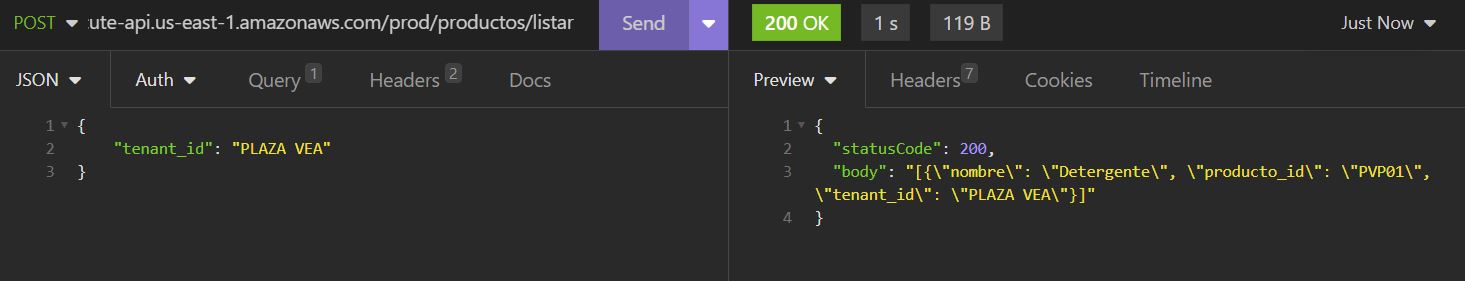 POST ute-api.us-east-1.amazonaws.com/prod/productos/listar Send 200 OK 1 s 119 B Just Now
JSON Auth Query 1 Headers 2 Docs Preview Headers 7 Cookies Timeline
1 {
2 "tenant_id": "PLAZA VEA"
3 }
1 {
2 "statusCode": 200,
3 "body": "[{\"nombre\": \"Detergente\", \"producto_id\": \"PVP01\",
\"tenant_id\": \"PLAZA VEA\"}]"
4 }